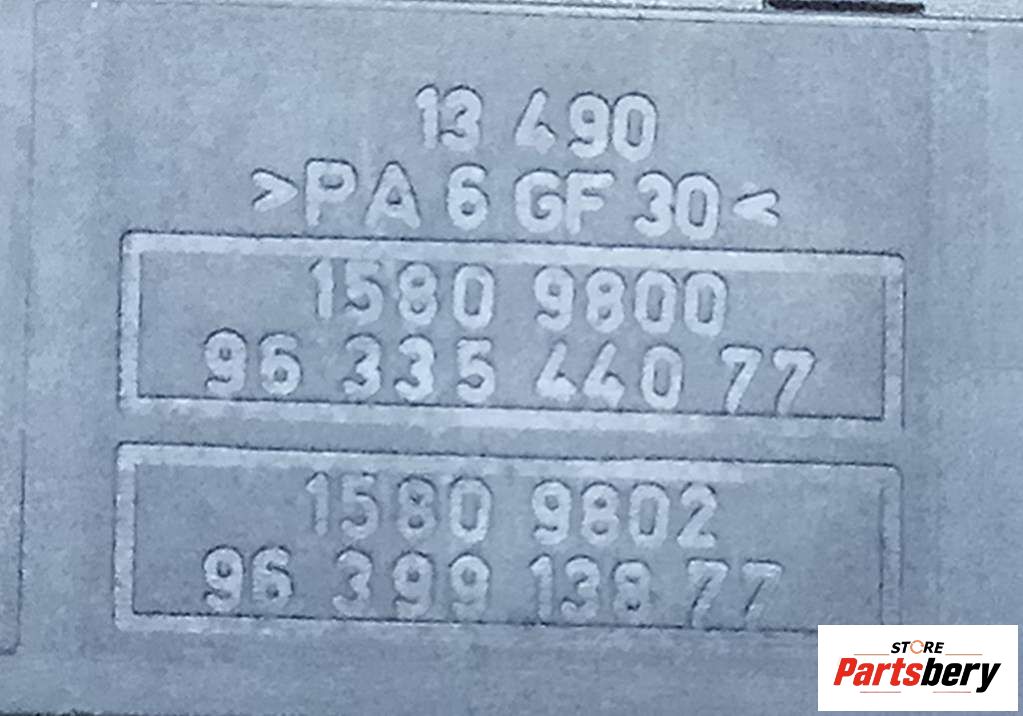 13 490
>PA 6 GF 30<
1580 9800
96 335 440 77
1580 9802
96 399 138 77
STORE
Partsbery